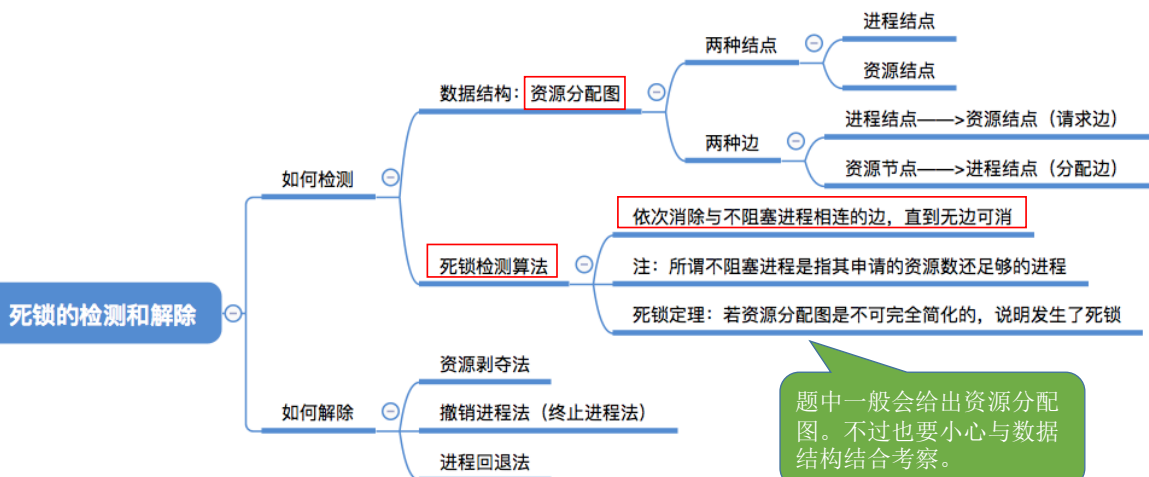 死锁的检测和解除
如何检测
数据结构：资源分配图
两种结点
进程结点
资源结点
两种边
进程结点——>资源结点（请求边）
资源节点——>进程结点（分配边）
死锁检测算法
依次消除与不阻塞进程相连的边，直到无边可消
注：所谓不阻塞进程是指其申请的资源数还足够的进程
死锁定理：若资源分配图是不可完全简化的，说明发生了死锁
如何解除
资源剥夺法
撤销进程法（终止进程法）
进程回退法
题中一般会给出资源分配
图。不过也要小心与数据
结构结合考察。